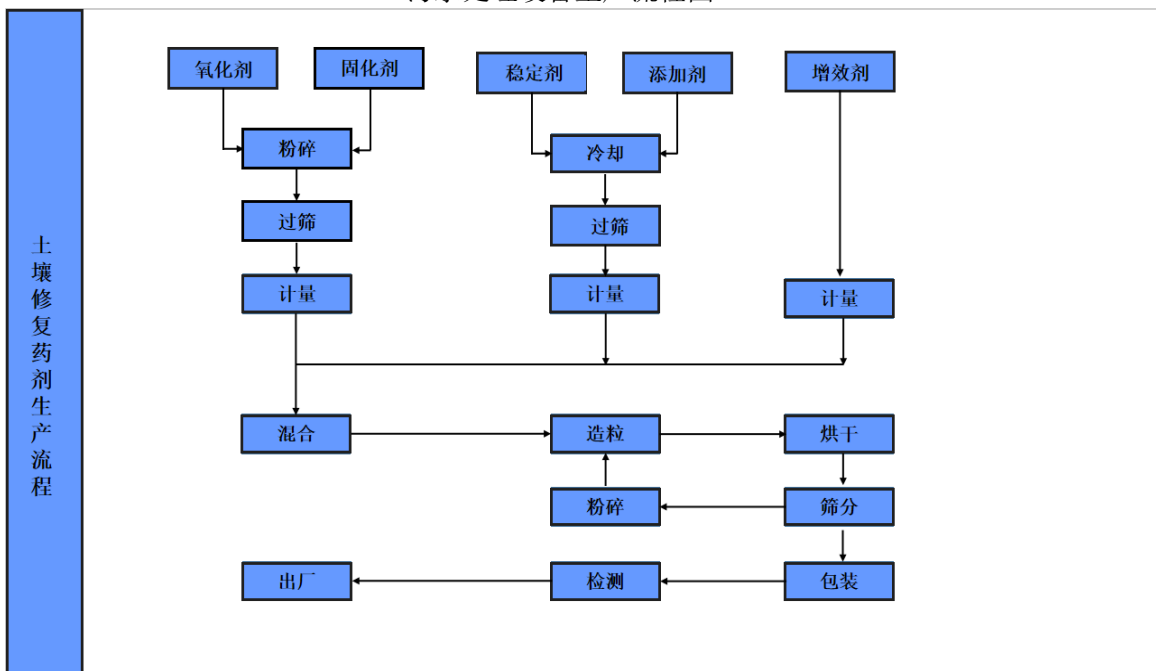 土壤修复药剂生产流程
氧化剂
固化剂
稳定剂
添加剂
增效剂
粉碎
冷却
过筛
过筛
计量
计量
计量
混合
造粒
烘干
粉碎
筛分
出厂
检测
包装